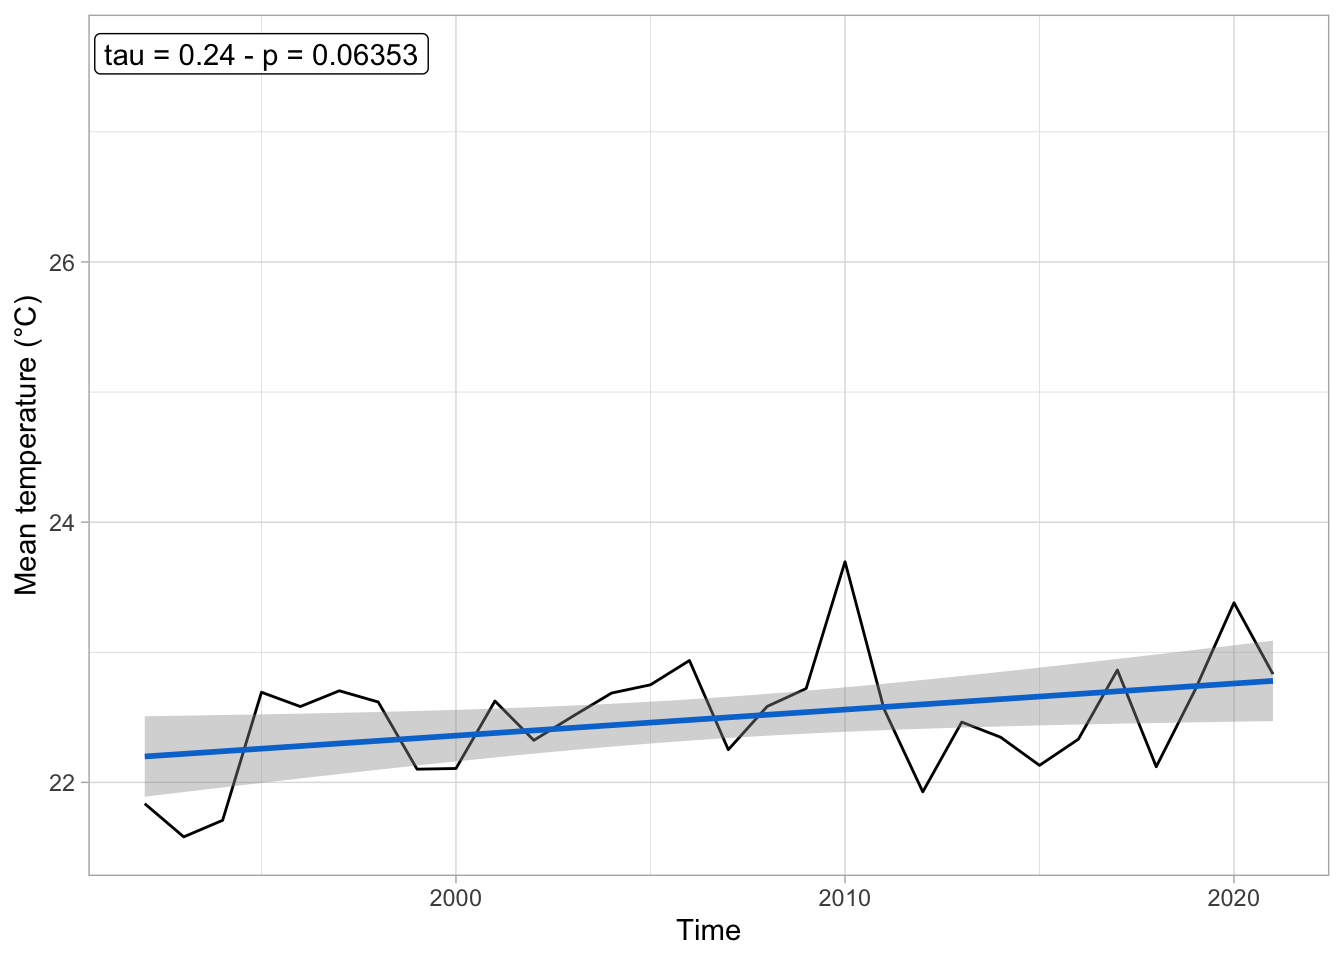 tau = 0.24 - p = 0.06353
Mean temperature (°C)
26
24
22
2000
2010
2020
Time